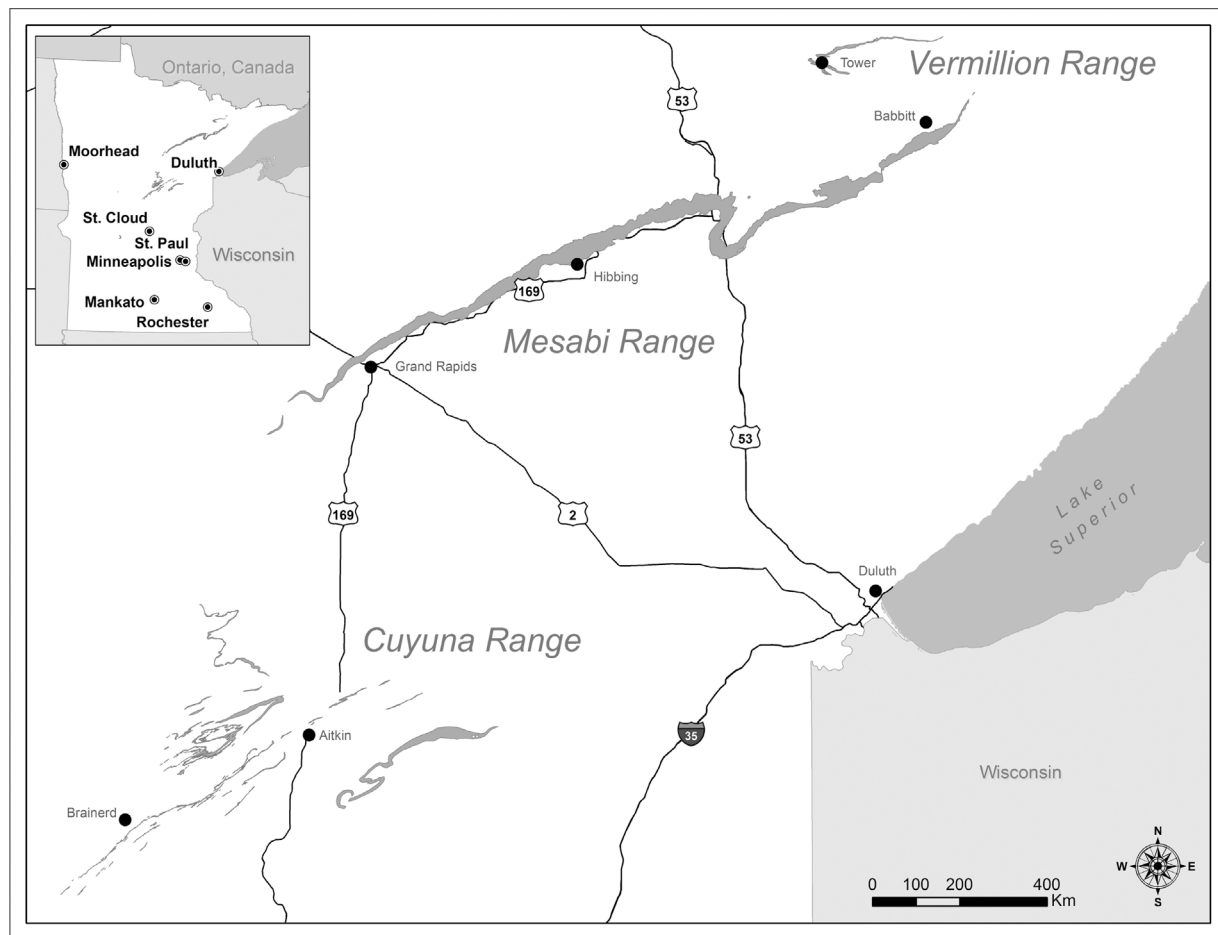 Ontario, Canada
Moorhead
Duluth
St. Cloud
St. Paul
Minneapolis
Wisconsin
Mankato
Rochester
53
Tower
Vermillion Range
Babbitt
Hibbing
169
Mesabi Range
Grand Rapids
53
169
2
Lake
Superior
Duluth
Cuyuna Range
35
Aitkin
Wisconsin
Brainerd
N
W
E
S
0 100 200 400
Km